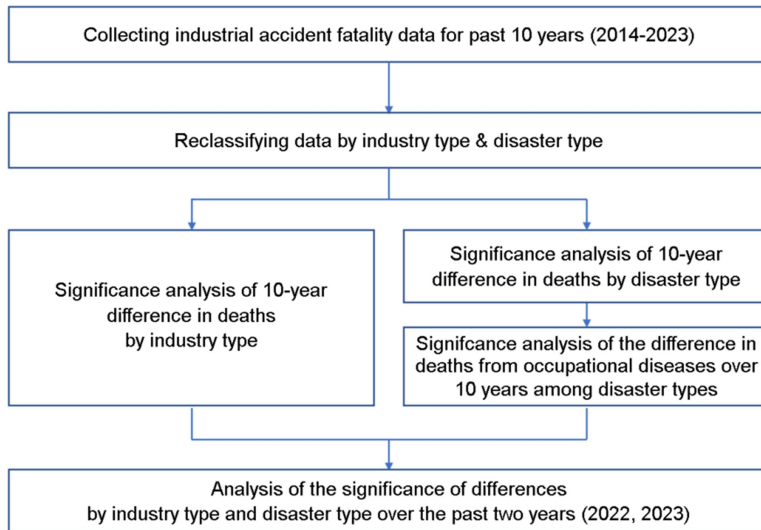 Collecting industrial accident fatality data for past 10 years (2014-2023)
Reclassifying data by industry type & disaster type
Significance analysis of 10-year
difference in deaths
by industry type
Significance analysis of 10-year
difference in deaths by disaster type
Signifcance analysis of the difference in
deaths from occupational diseases over
10 years among disaster types
Analysis of the significance of differences
by industry type and disaster type over the past two years (2022, 2023)